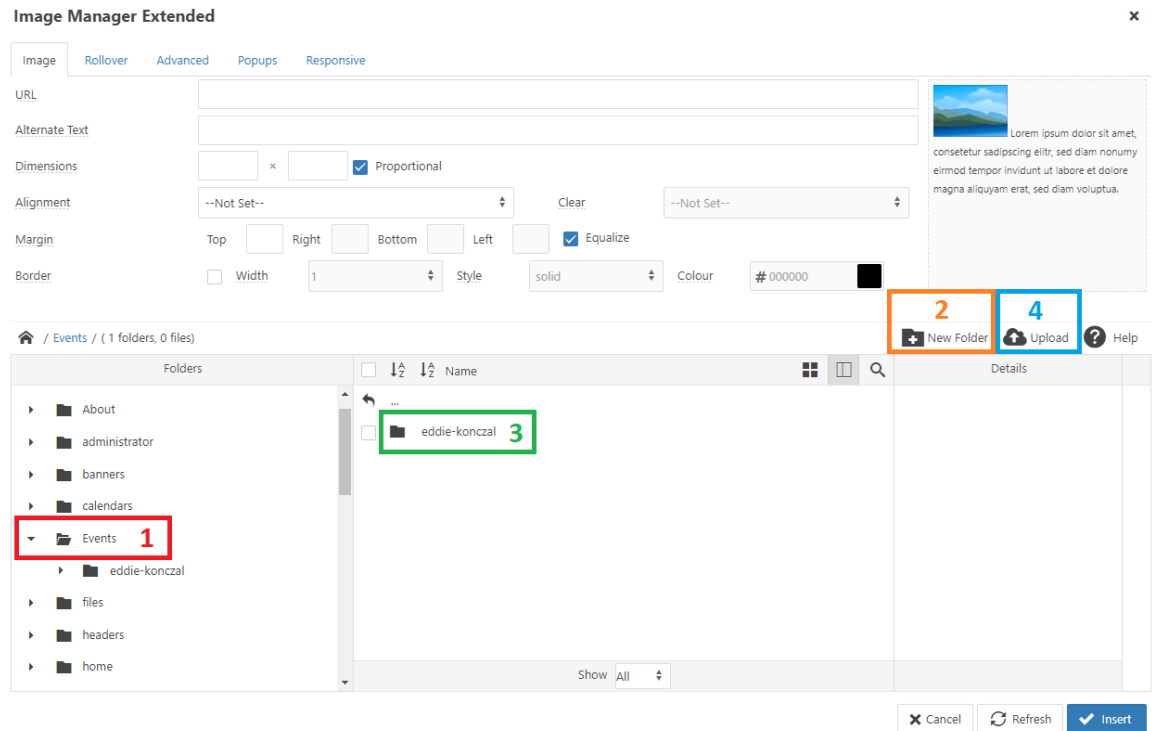 Image Manager Extended
Image Rollover Advanced Popups Responsive
URL
Alternate Text
Dimensions × Proportional
Alignment --Not Set-- Clear --Not Set--
Margin Top Right Bottom Left Equalize
Border Width 1 Style solid Colour # 000000
Lorem ipsum dolor sit amet,
consetetur sadipscing elitr, sed diam nonumy
eirmod tempor invidunt ut labore et dolore
magna aliquyam erat, sed diam voluptua.
2 4
/ Events / ( 1 folders, 0 files) New Folder Upload ? Help
Folders A Z A Z Name Details
...
About
eddie-konczal 3
administrator
banners
calendars
Events 1
eddie-konczal
files
headers
home
Show All
Cancel Refresh Insert